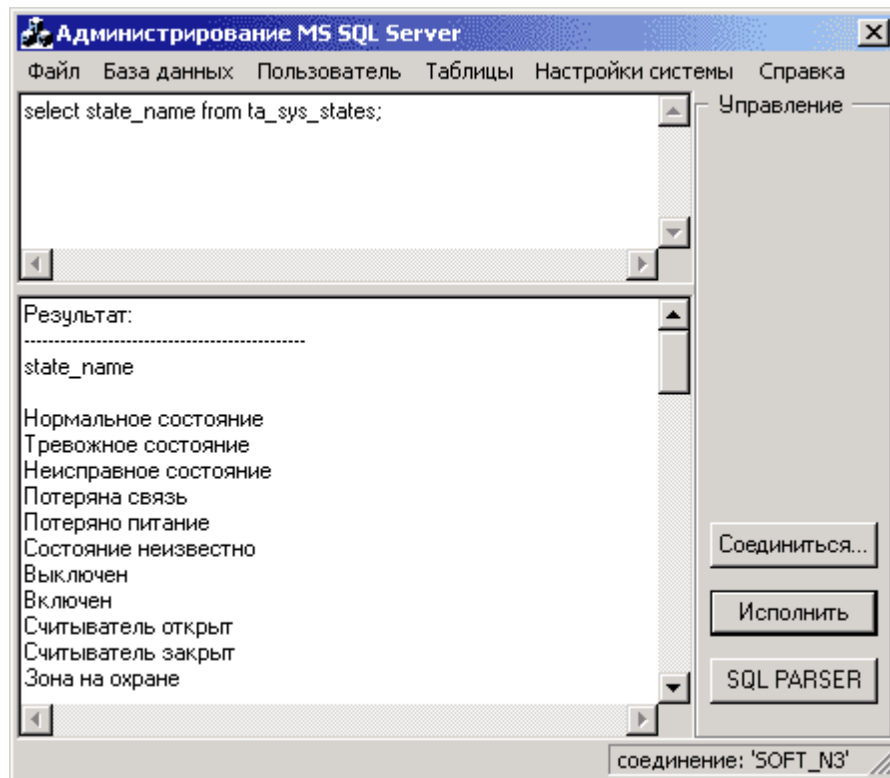 Администрирование MS SQL Server
Файл База данных Пользователь Таблицы Настройки системы Справка
select state_name from ta_sys_states;
Управление
Результат:
-----------------------------------------------
state_name
Нормальное состояние
Тревожное состояние
Неисправное состояние
Потеряна связь
Потеряно питание
Состояние неизвестно
Выключен
Включен
Считыватель открыт
Считыватель закрыт
Зона на охране
Соединиться...
Исполнить
SQL PARSER
соединение: 'SOFT_N3'